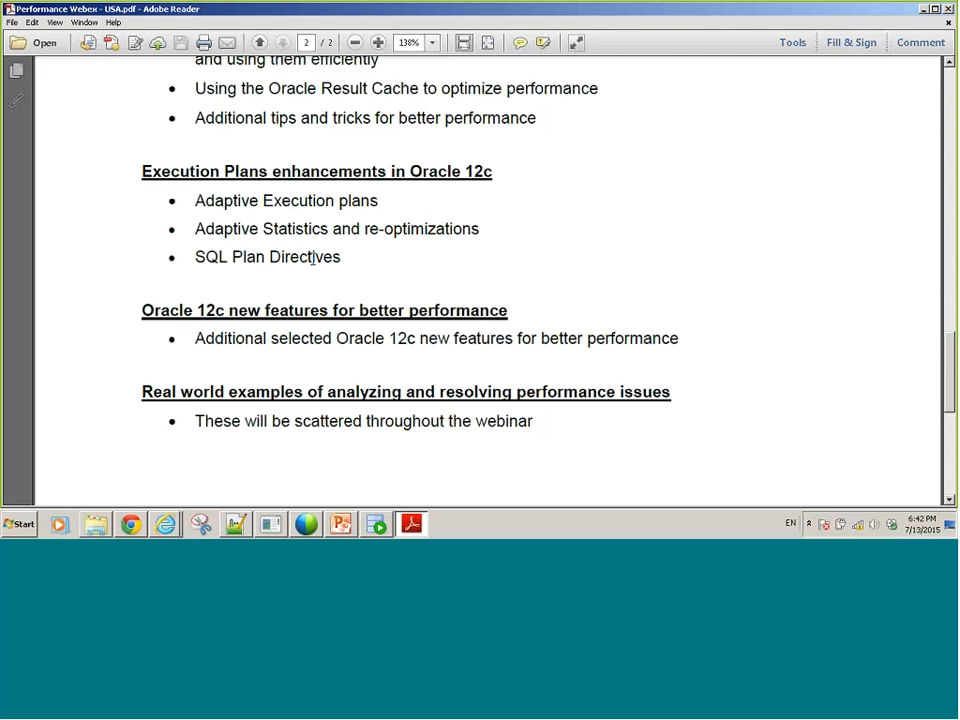 Performance Webex - USA.pdf - Adobe Reader
File Edit View Window Help
Open 2 / 2 138% Tools Fill & Sign Comment
and using them efficiently
• Using the Oracle Result Cache to optimize performance
• Additional tips and tricks for better performance
Execution Plans enhancements in Oracle 12c
• Adaptive Execution plans
• Adaptive Statistics and re-optimizations
• SQL Plan Directives
Oracle 12c new features for better performance
• Additional selected Oracle 12c new features for better performance
Real world examples of analyzing and resolving performance issues
• These will be scattered throughout the webinar
Start EN 6:42 PM
7/13/2015